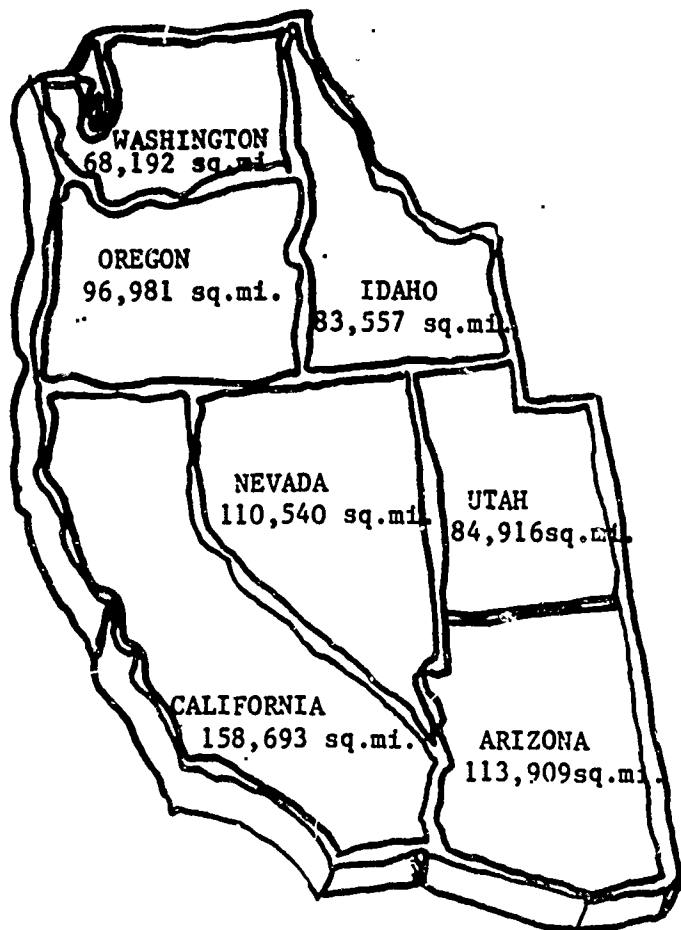 WASHINGTON
68,192 sq.mi
OREGON
96,981 sq.mi.
IDAHO
83,557 sq.mi.
NEVADA
110,540 sq.mi.
UTAH
84,916sq.mi.
CALIFORNIA
158,693 sq.mi.
ARIZONA
113,909sq.mi.